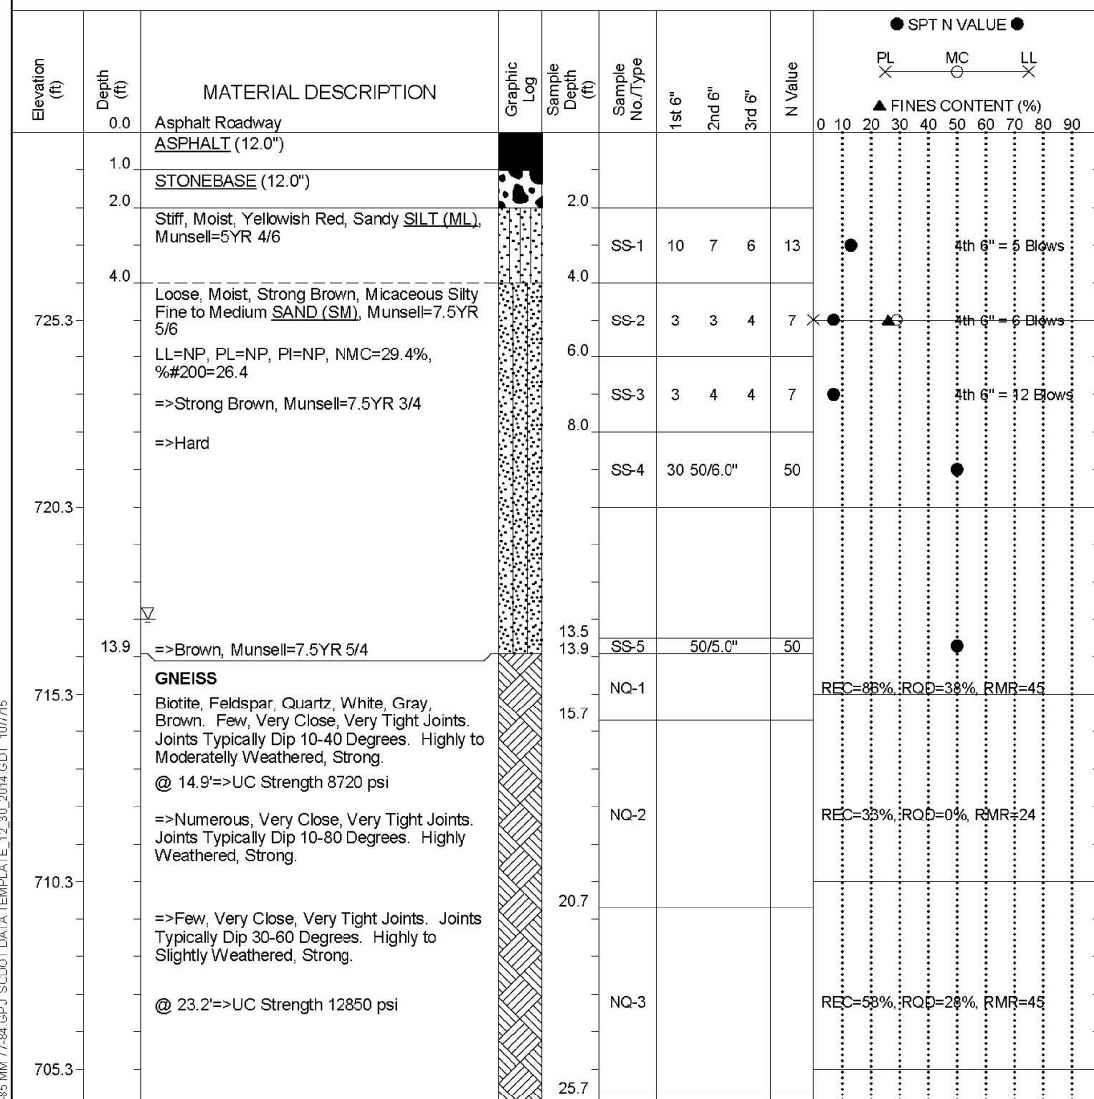 ● SPT N VALUE ●
PL MC LL
▲ FINES CONTENT (%)
0 10 20 30 40 50 60 70 80 90
Elevation (ft)
Depth (ft)
MATERIAL DESCRIPTION
Graphic Log
Sample Depth (ft)
Sample No./Type
1st 6"
2nd 6"
3rd 6"
N Value
0.0 Asphalt Roadway
ASPHALT (12.0")
1.0
STONEBASE (12.0")
2.0 2.0
Stiff, Moist, Yellowish Red, Sandy SILT (ML),
Munsell=5YR 4/6
SS-1 10 7 6 13 4th 6" = 5 Blows
4.0 4.0
Loose, Moist, Strong Brown, Micaceous Silty
Fine to Medium SAND (SM), Munsell=7.5YR
5/6
725.3 SS-2 3 3 4 7 4th 6" = 6 Blows
LL=NP, PL=NP, PI=NP, NMC=29.4%,
%#200=26.4
6.0
=>Strong Brown, Munsell=7.5YR 3/4
SS-3 3 4 4 7 4th 6" = 12 Blows
8.0
=>Hard
SS-4 30 50/6.0" 50
720.3
13.5
13.9 =>Brown, Munsell=7.5YR 5/4 13.9 SS-5 50/5.0" 50
GNEISS
Biotite, Feldspar, Quartz, White, Gray,
Brown. Few, Very Close, Very Tight Joints.
Joints Typically Dip 10-40 Degrees. Highly to
Moderatelly Weathered, Strong.
715.3 NQ-1 REC=86%, RQD=38%, RMR=45
15.7
@ 14.9'=>UC Strength 8720 psi
=>Numerous, Very Close, Very Tight Joints.
Joints Typically Dip 10-80 Degrees. Highly
Weathered, Strong.
NQ-2 REC=33%, RQD=0%, RMR=24
710.3
20.7
=>Few, Very Close, Very Tight Joints. Joints
Typically Dip 30-60 Degrees. Highly to
Slightly Weathered, Strong.
@ 23.2'=>UC Strength 12850 psi
NQ-3 REC=58%, RQD=28%, RMR=45
705.3
25.7
MM 77-84.GPJ SCDOT DATA TEMPLATE_12_30_2014.GDT 10/7/15